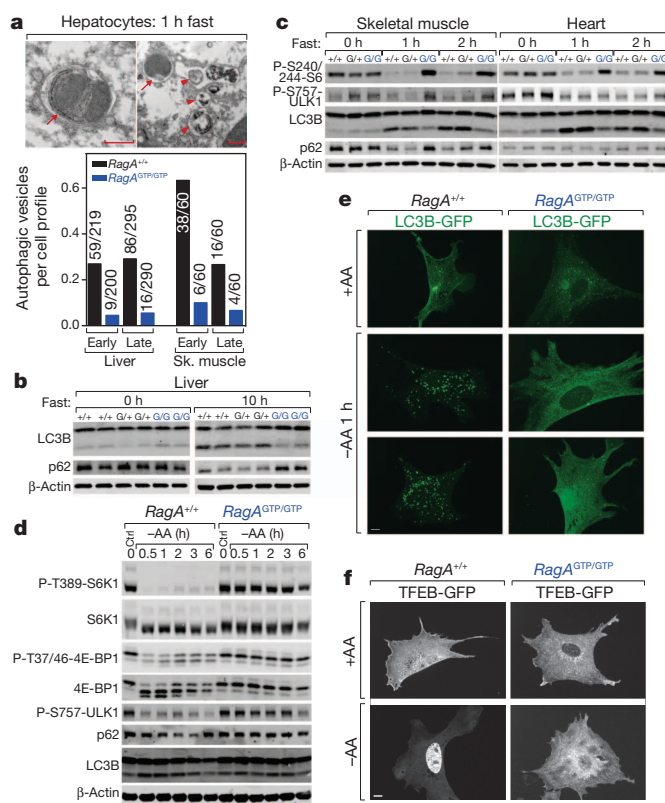 a
Hepatocytes: 1 h fast
Autophagic vesicles
per cell profile
0.6
0.4
0.2
0.0
RagA+/+
RagAGTP/GTP
59/219
9/200
86/295
16/290
38/60
6/60
16/60
4/60
Early Late Early Late
Liver Sk. muscle
b
Liver
Fast: 0 h 10 h
+/+ +/+ G/+ G/+ G/G G/G +/+ +/+ G/+ G/+ G/G G/G
LC3B
p62
β-Actin
c
Skeletal muscle Heart
Fast: 0 h 1 h 2 h 0 h 1 h 2 h
+/+ G/+ G/G +/+ G/+ G/G +/+ G/+ G/G +/+ G/+ G/G +/+ G/+ G/G +/+ G/+ G/G
P-S240/
244-S6
P-S757-
ULK1
LC3B
p62
β-Actin
d
RagA+/+ RagAGTP/GTP
Ctrl –AA (h) Ctrl –AA (h)
0 0.5 1 2 3 6 0 0.5 1 2 3 6
P-T389-S6K1
S6K1
P-T37/46-4E-BP1
4E-BP1
P-S757-ULK1
p62
LC3B
β-Actin
e
RagA+/+ RagAGTP/GTP
LC3B-GFP LC3B-GFP
+AA
–AA 1 h
f
RagA+/+ RagAGTP/GTP
TFEB-GFP TFEB-GFP
+AA
–AA